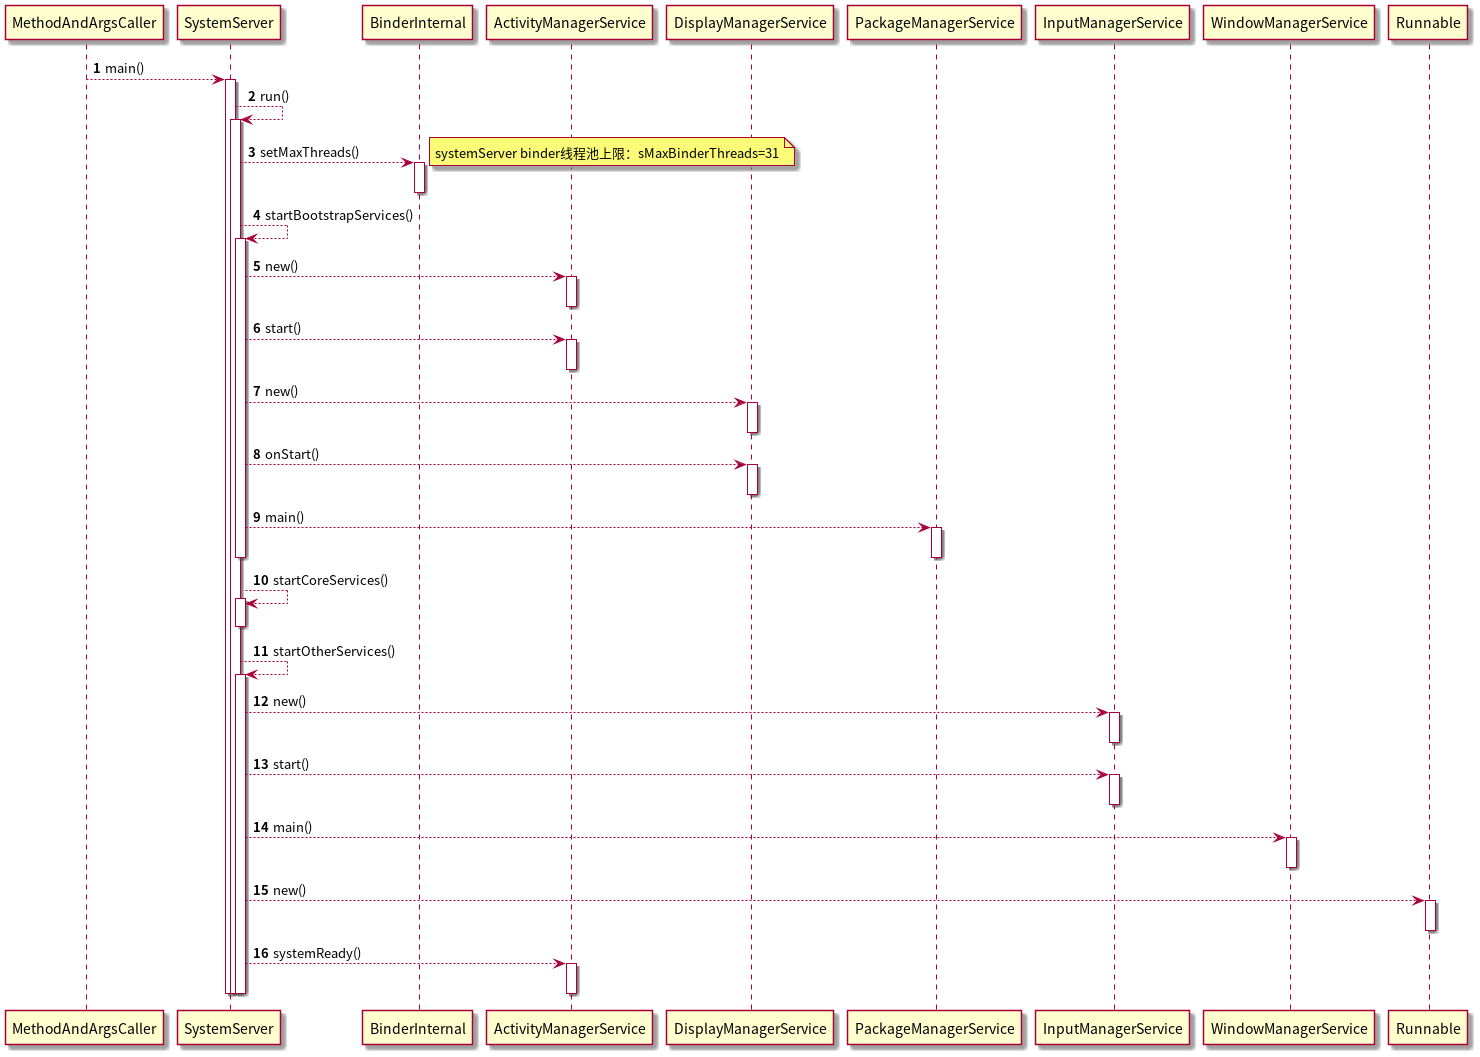 MethodAndArgsCaller SystemServer BinderInternal ActivityManagerService DisplayManagerService PackageManagerService InputManagerService WindowManagerService Runnable
1 main()
2 run()
3 setMaxThreads()
systemServer binder线程池上限：sMaxBinderThreads=31
4 startBootstrapServices()
5 new()
6 start()
7 new()
8 onStart()
9 main()
10 startCoreServices()
11 startOtherServices()
12 new()
13 start()
14 main()
15 new()
16 systemReady()
MethodAndArgsCaller SystemServer BinderInternal ActivityManagerService DisplayManagerService PackageManagerService InputManagerService WindowManagerService Runnable